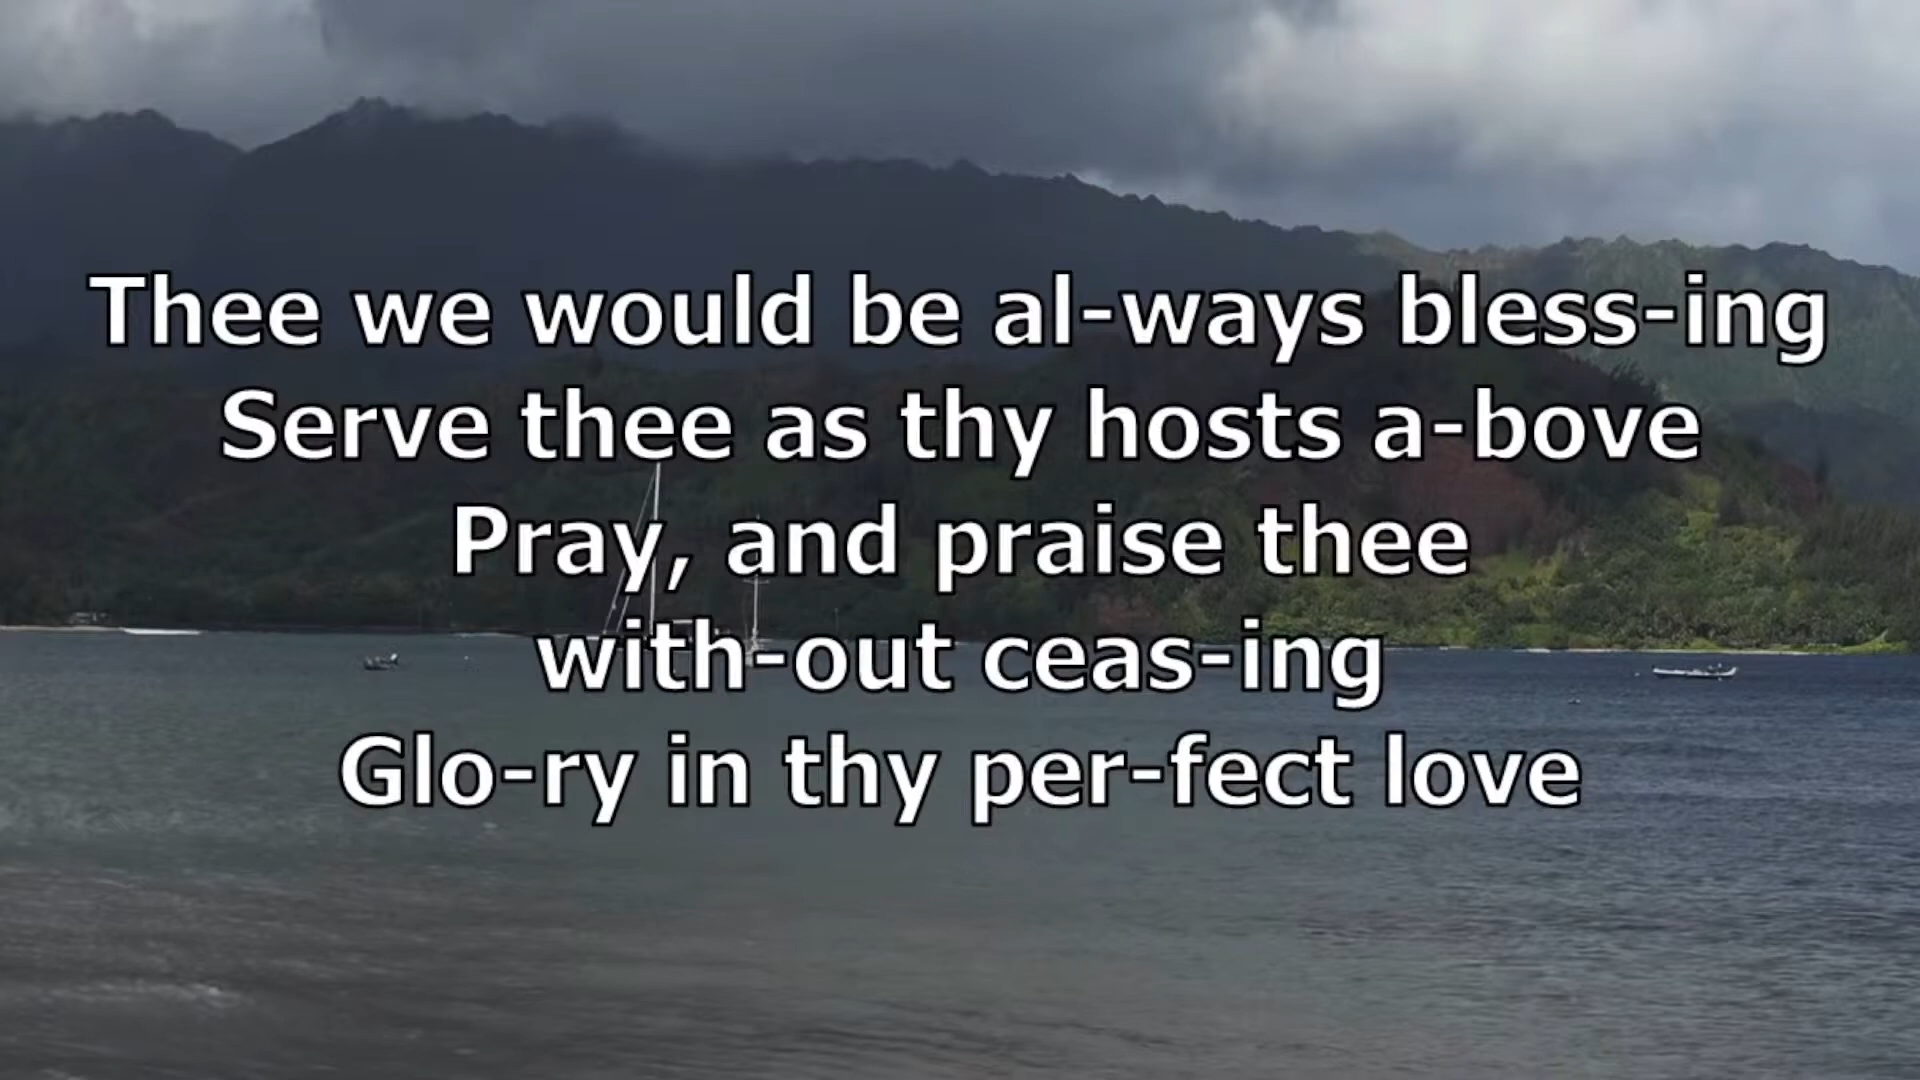 Thee we would be al-ways bless-ing
Serve thee as thy hosts a-bove
Pray, and praise thee
with-out ceas-ing
Glo-ry in thy per-fect love